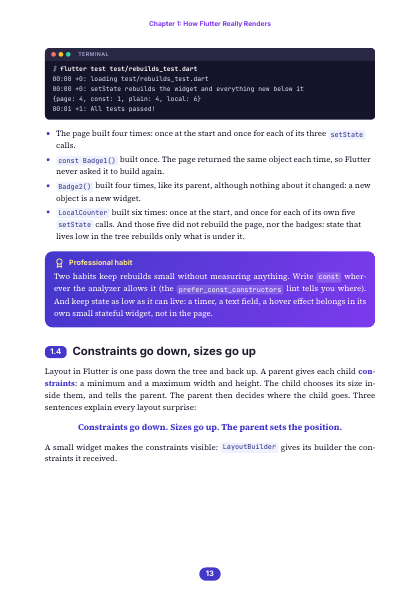 Chapter 1: How Flutter Really Renders
TERMINAL
$ flutter test test/rebuilds_test.dart
00:00 +0: loading test/rebuilds_test.dart
00:00 +0: setState rebuilds the widget and everything new below it
{page: 4, const: 1, plain: 4, local: 6}
00:01 +1: All tests passed!
• The page built four times: once at the start and once for each of its three setState
calls.
• const Badge1() built once. The page returned the same object each time, so Flutter
never asked it to build again.
• Badge2() built four times, like its parent, although nothing about it changed: a new
object is a new widget.
• LocalCounter built six times: once at the start, and once for each of its own five
setState calls. And those five did not rebuild the page, nor the badges: state that
lives low in the tree rebuilds only what is under it.
Professional habit
Two habits keep rebuilds small without measuring anything. Write const wher-
ever the analyzer allows it (the prefer_const_constructors lint tells you where).
And keep state as low as it can live: a timer, a text field, a hover effect belongs in its
own small stateful widget, not in the page.
1.4 Constraints go down, sizes go up
Layout in Flutter is one pass down the tree and back up. A parent gives each child con-
straints: a minimum and a maximum width and height. The child chooses its size in-
side them, and tells the parent. The parent then decides where the child goes. Three
sentences explain every layout surprise:
Constraints go down. Sizes go up. The parent sets the position.
A small widget makes the constraints visible: LayoutBuilder gives its builder the con-
straints it received.
13